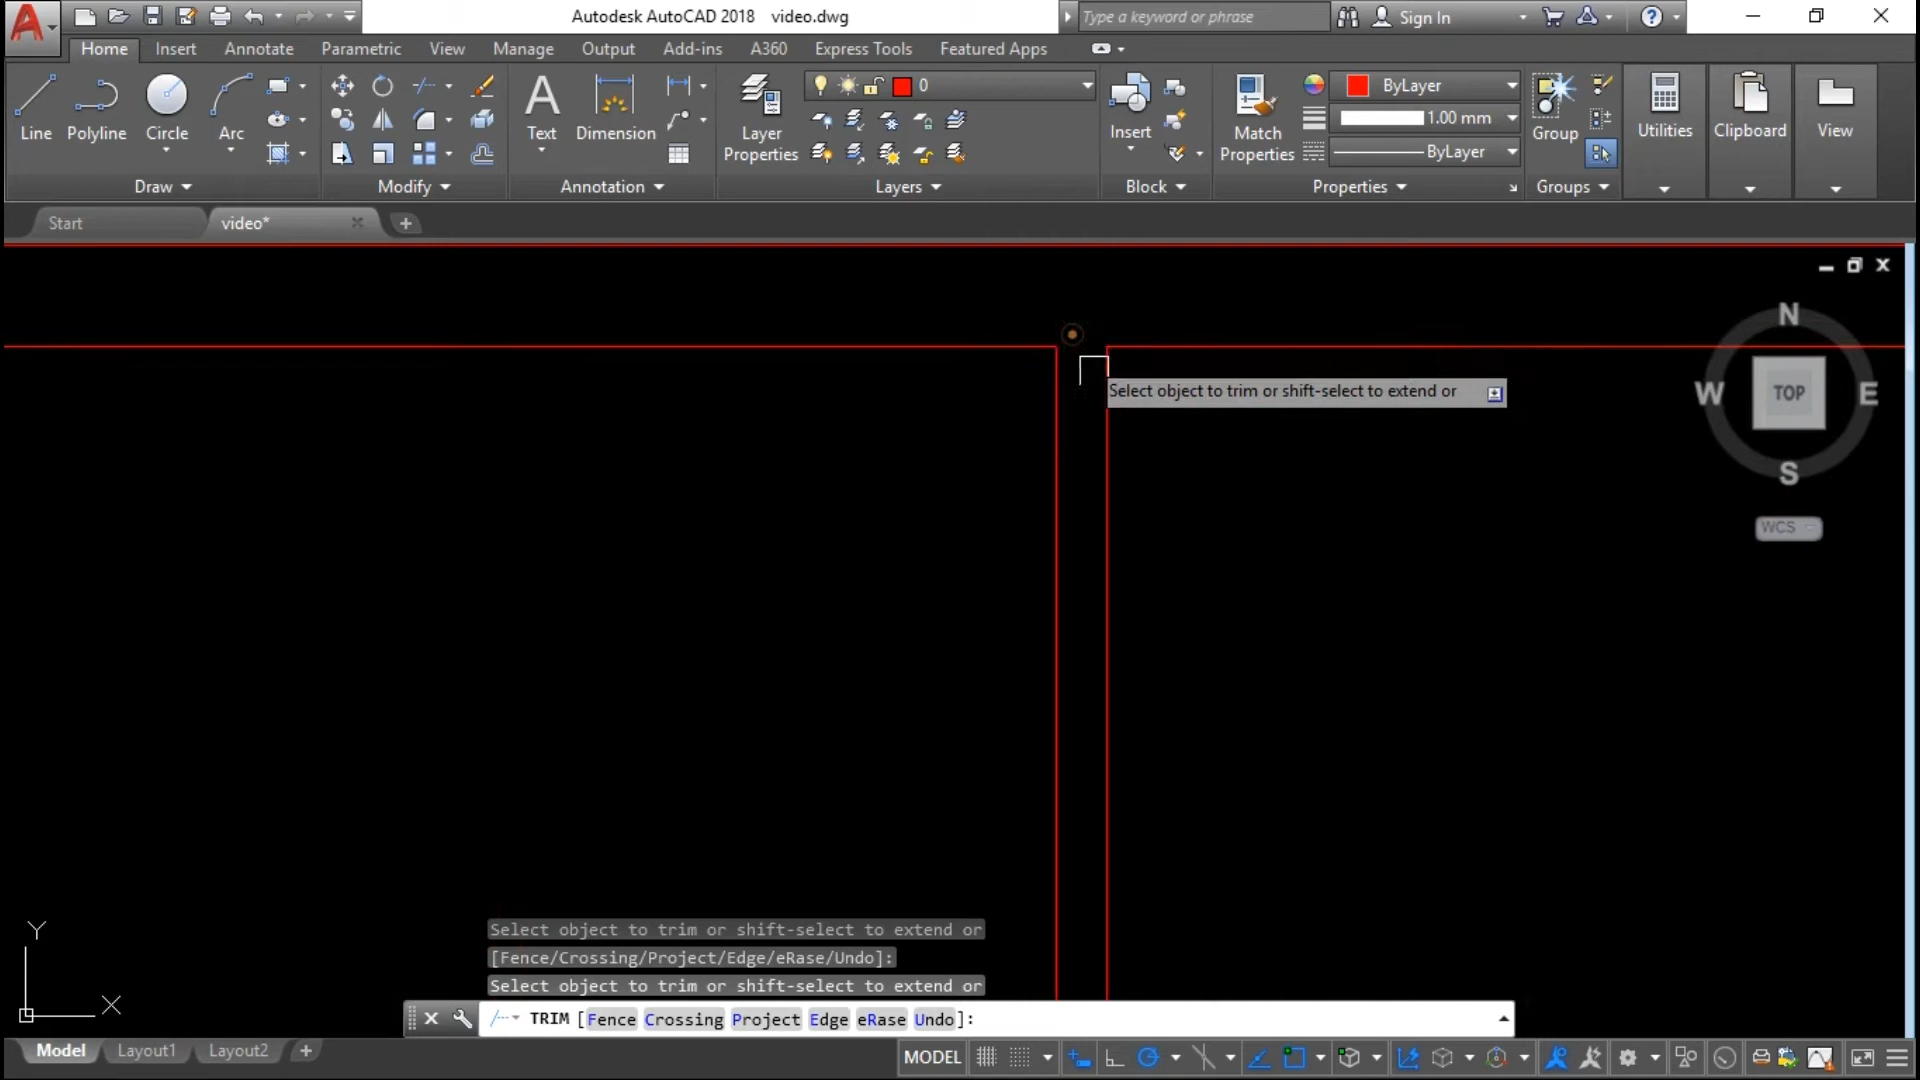 Autodesk AutoCAD 2018 video.dwg
Type a keyword or phrase
Sign In
Home Insert Annotate Parametric View Manage Output Add-ins A360 Express Tools Featured Apps
Line Polyline Circle Arc
Text Dimension
Layer Properties
0
Insert
Match Properties
ByLayer
1.00 mm
ByLayer
Group
Utilities Clipboard View
Draw Modify Annotation Layers Block Properties Groups
Start video*
N
W TOP E
S
WCS
Select object to trim or shift-select to extend or
Y
X
Select object to trim or shift-select to extend or
[Fence/Crossing/Project/Edge/eRase/Undo]:
Select object to trim or shift-select to extend or
TRIM [Fence Crossing Project Edge eRase Undo]:
Model Layout1 Layout2
MODEL